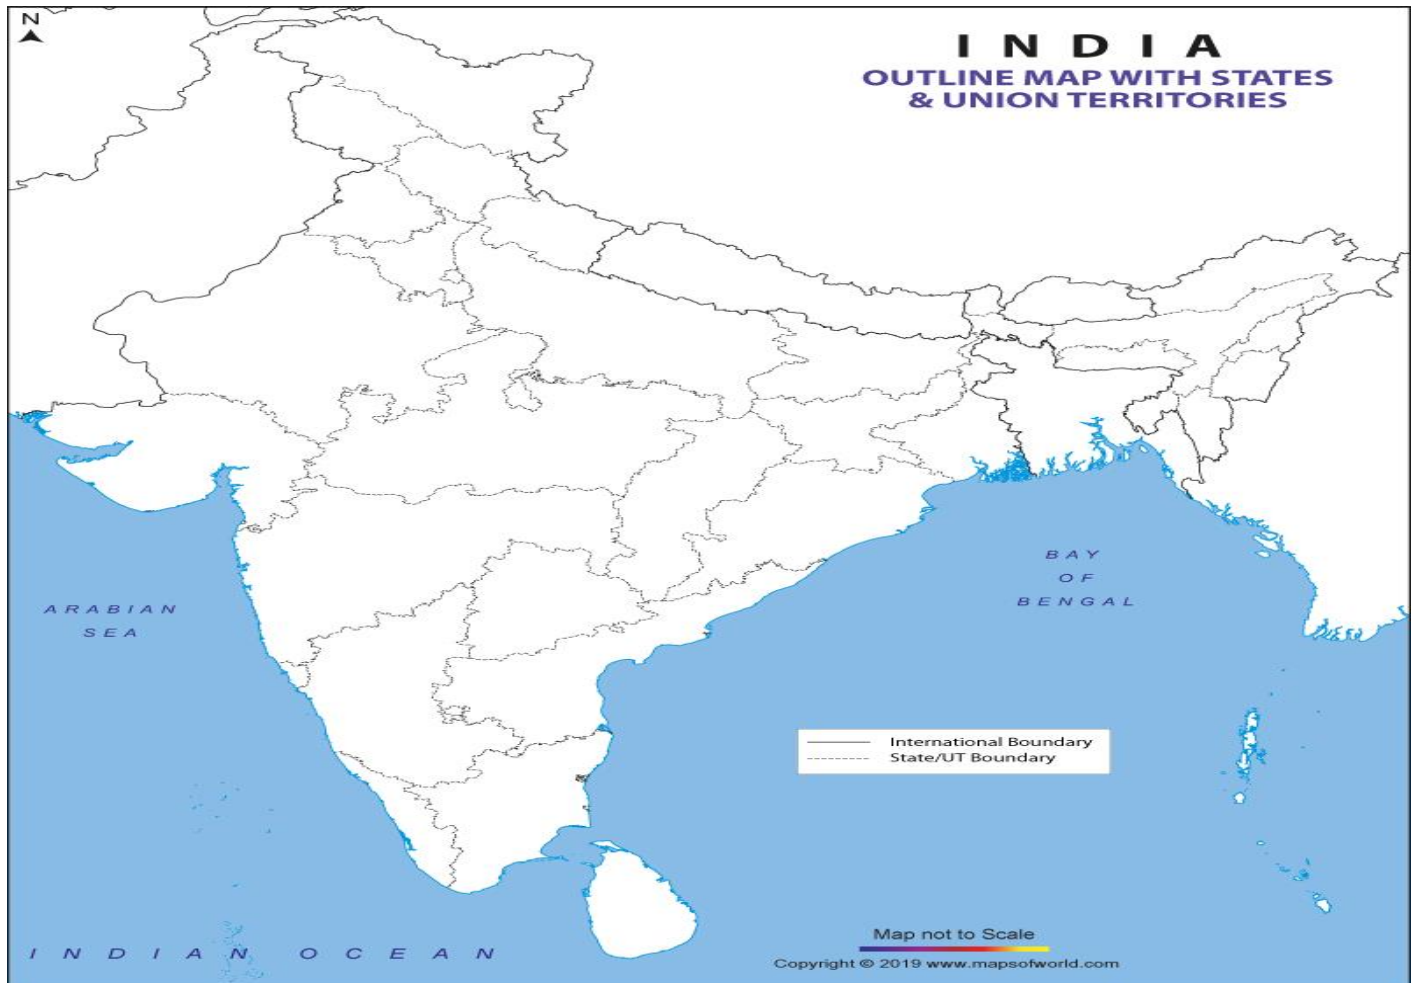 N
INDIA
OUTLINE MAP WITH STATES
& UNION TERRITORIES
ARABIAN
SEA
BAY
OF
BENGAL
International Boundary
State/UT Boundary
INDIAN OCEAN
Map not to Scale
Copyright © 2019 www.mapsofworld.com